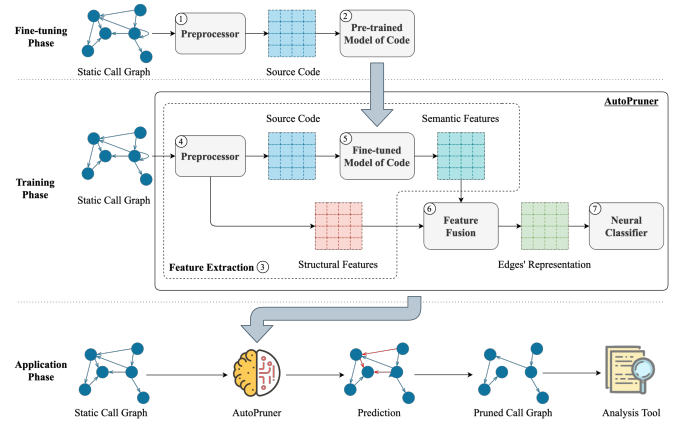 Fine-tuning
Phase
1
Preprocessor
2
Pre-trained
Model of Code
Static Call Graph
Source Code
AutoPruner
Training
Phase
Source Code
Semantic Features
4
Preprocessor
5
Fine-tuned
Model of Code
Static Call Graph
6
Feature
Fusion
7
Neural
Classifier
Feature Extraction 3
Structural Features
Edges' Representation
Application
Phase
Static Call Graph
AutoPruner
Prediction
Pruned Call Graph
Analysis Tool